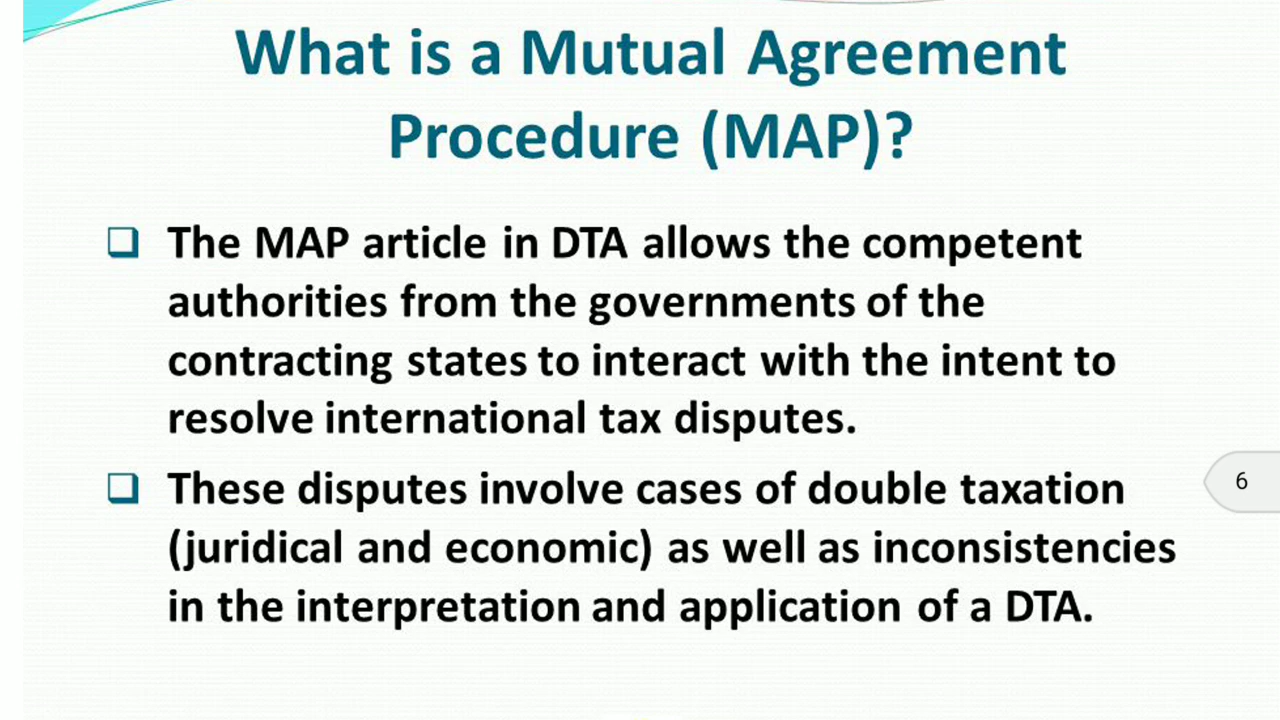 What is a Mutual Agreement
Procedure (MAP)?
The MAP article in DTA allows the competent
authorities from the governments of the
contracting states to interact with the intent to
resolve international tax disputes.
These disputes involve cases of double taxation
(juridical and economic) as well as inconsistencies
in the interpretation and application of a DTA.
6